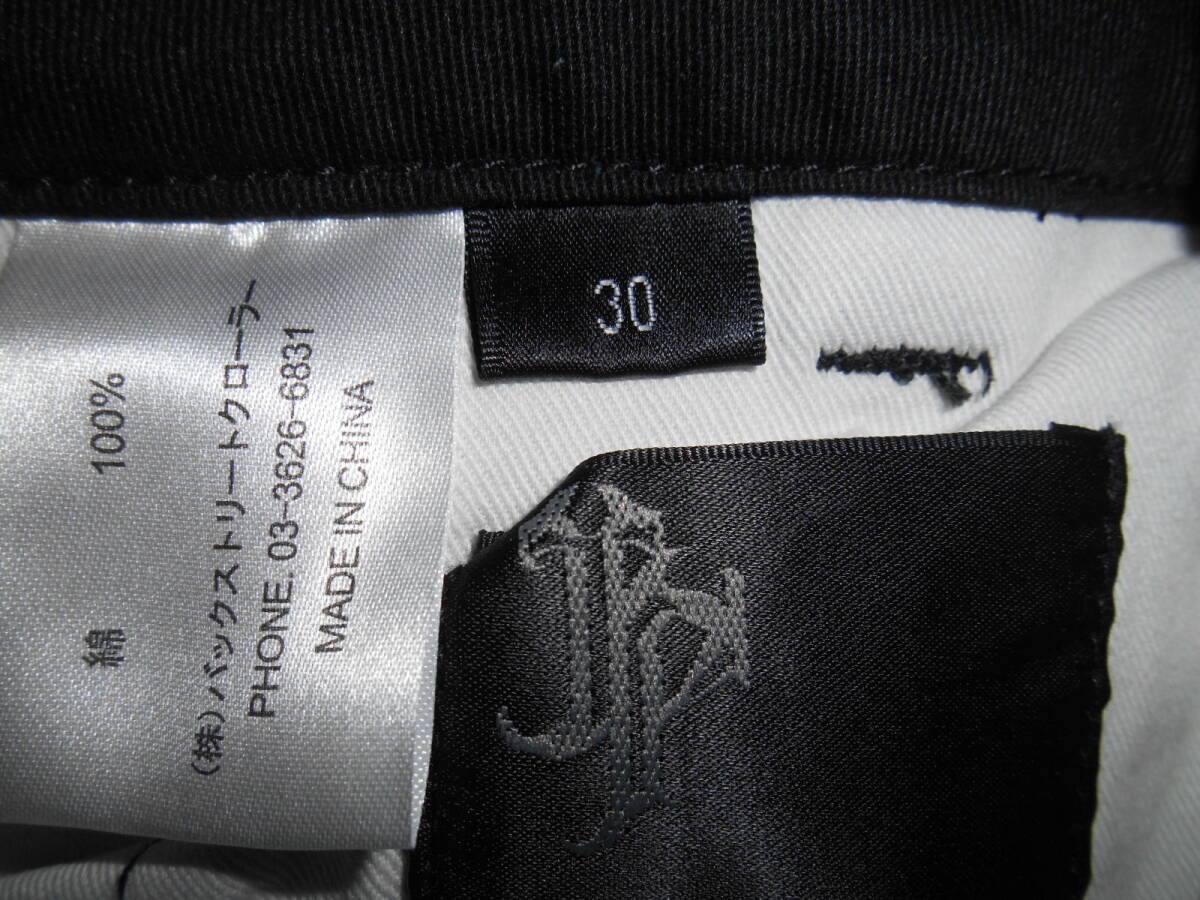 綿 100%
(株)バックストリートクローラー
PHONE. 03-3626-6831
MADE IN CHINA
30